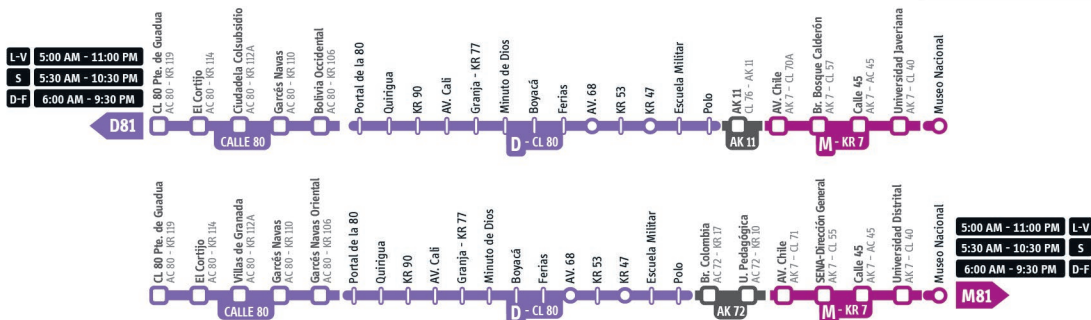 L-V 5:00 AM - 11:00 PM
S 5:30 AM - 10:30 PM
D-F 6:00 AM - 9:30 PM
D81
CL 80 Pte. de Guadua
AC 80 - KR 119
El Cortijo
AC 80 - KR 114
Ciudadela Colsubsidio
AC 80 - KR 112A
Garcés Navas
AC 80 - KR 110
Bolivia Occidental
AC 80 - KR 106
CALLE 80
Portal de la 80
Quirigua
KR 90
AV. Cali
Granja - KR 77
Minuto de Dios
Boyacá
Ferias
AV. 68
KR 53
KR 47
Escuela Militar
Polo
D - CL 80
AK 11
CL 76 - AK 11
AK 11
AV. Chile
AK 7 - CL 70A
Br. Bosque Calderón
AK 7 - CL 57
Calle 45
AK 7 - AC 45
Universidad Javeriana
AK 7 - CL 40
M - KR 7
Museo Nacional
CL 80 Pte. de Guadua
AC 80 - KR 119
El Cortijo
AC 80 - KR 114
Villas de Granada
AC 80 - KR 112A
Garcés Navas
AC 80 - KR 110
Garcés Navas Oriental
AC 80 - KR 106
CALLE 80
Portal de la 80
Quirigua
KR 90
AV. Cali
Granja - KR 77
Minuto de Dios
Boyacá
Ferias
AV. 68
KR 53
KR 47
Escuela Militar
Polo
D - CL 80
Br. Colombia
AC 72 - KR 17
U. Pedagógica
AC 72 - KR 10
AK 72
AV. Chile
AK 7 - CL 71
SENA-Dirección General
AK 7 - CL 55
Calle 45
AK 7 - AC 45
Universidad Distrital
AK 7 - CL 40
M - KR 7
Museo Nacional
5:00 AM - 11:00 PM L-V
5:30 AM - 10:30 PM S
6:00 AM - 9:30 PM D-F
M81